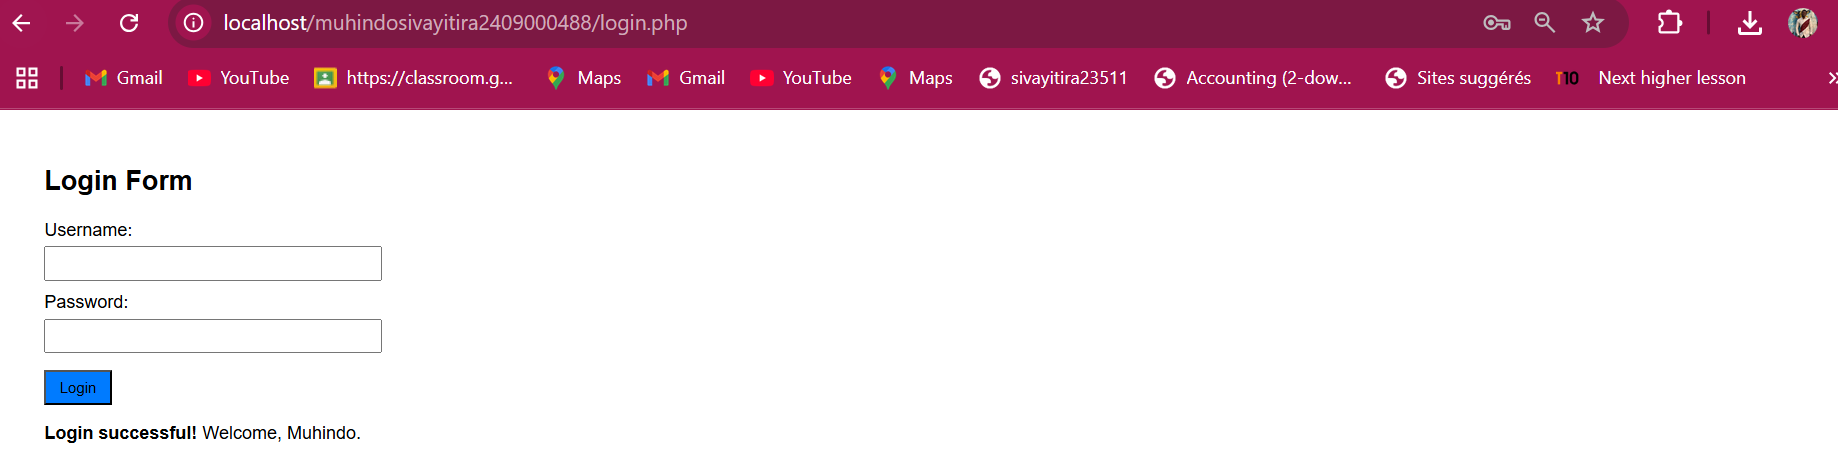 localhost/muhindosivayitira2409000488/login.php
Gmail YouTube https://classroom.g... Maps Gmail YouTube Maps sivayitira23511 Accounting (2-dow... Sites suggérés T10 Next higher lesson »
Login Form
Username:
Password:
Login
Login successful! Welcome, Muhindo.